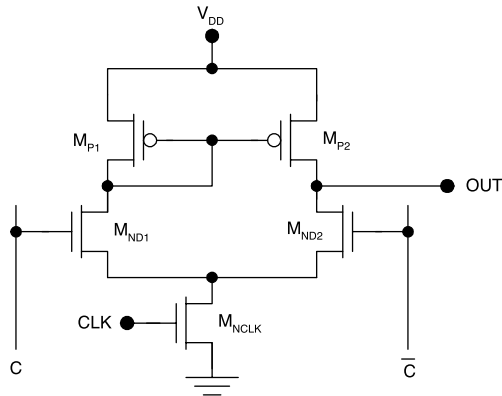 V_DD
M_P1
M_P2
OUT
M_ND1
M_ND2
CLK
M_NCLK
C
C̅